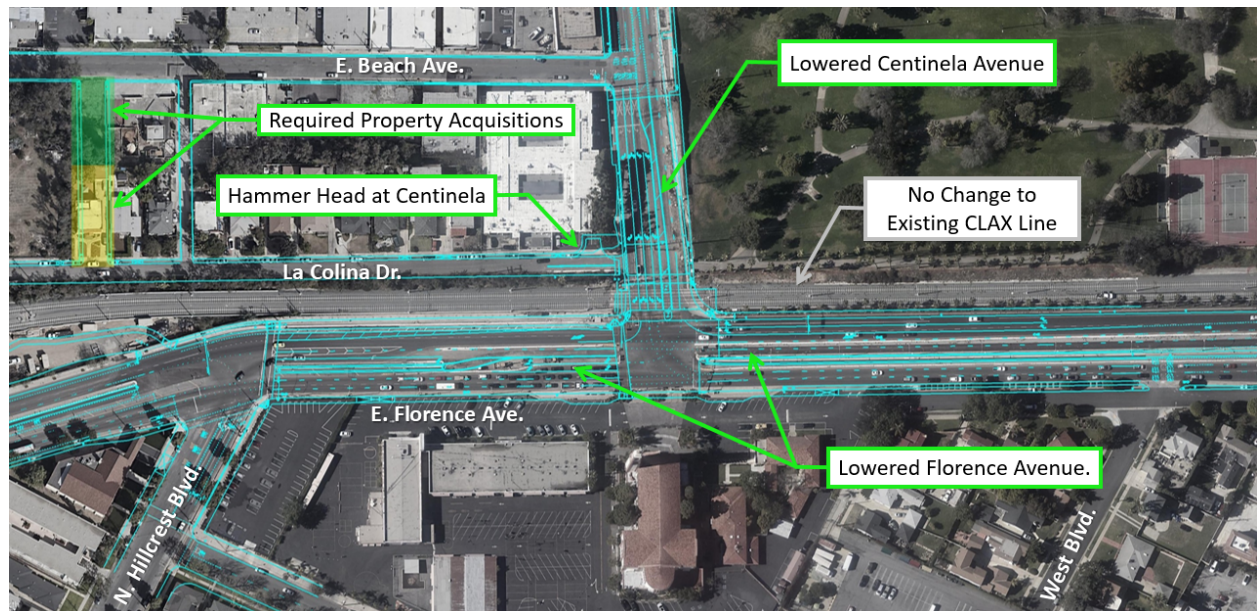 E. Beach Ave.
Lowered Centinela Avenue
Required Property Acquisitions
Hammer Head at Centinela
No Change to
Existing CLAX Line
La Colina Dr.
E. Florence Ave.
Lowered Florence Avenue.
N. Hillcrest Blvd.
West Blvd.